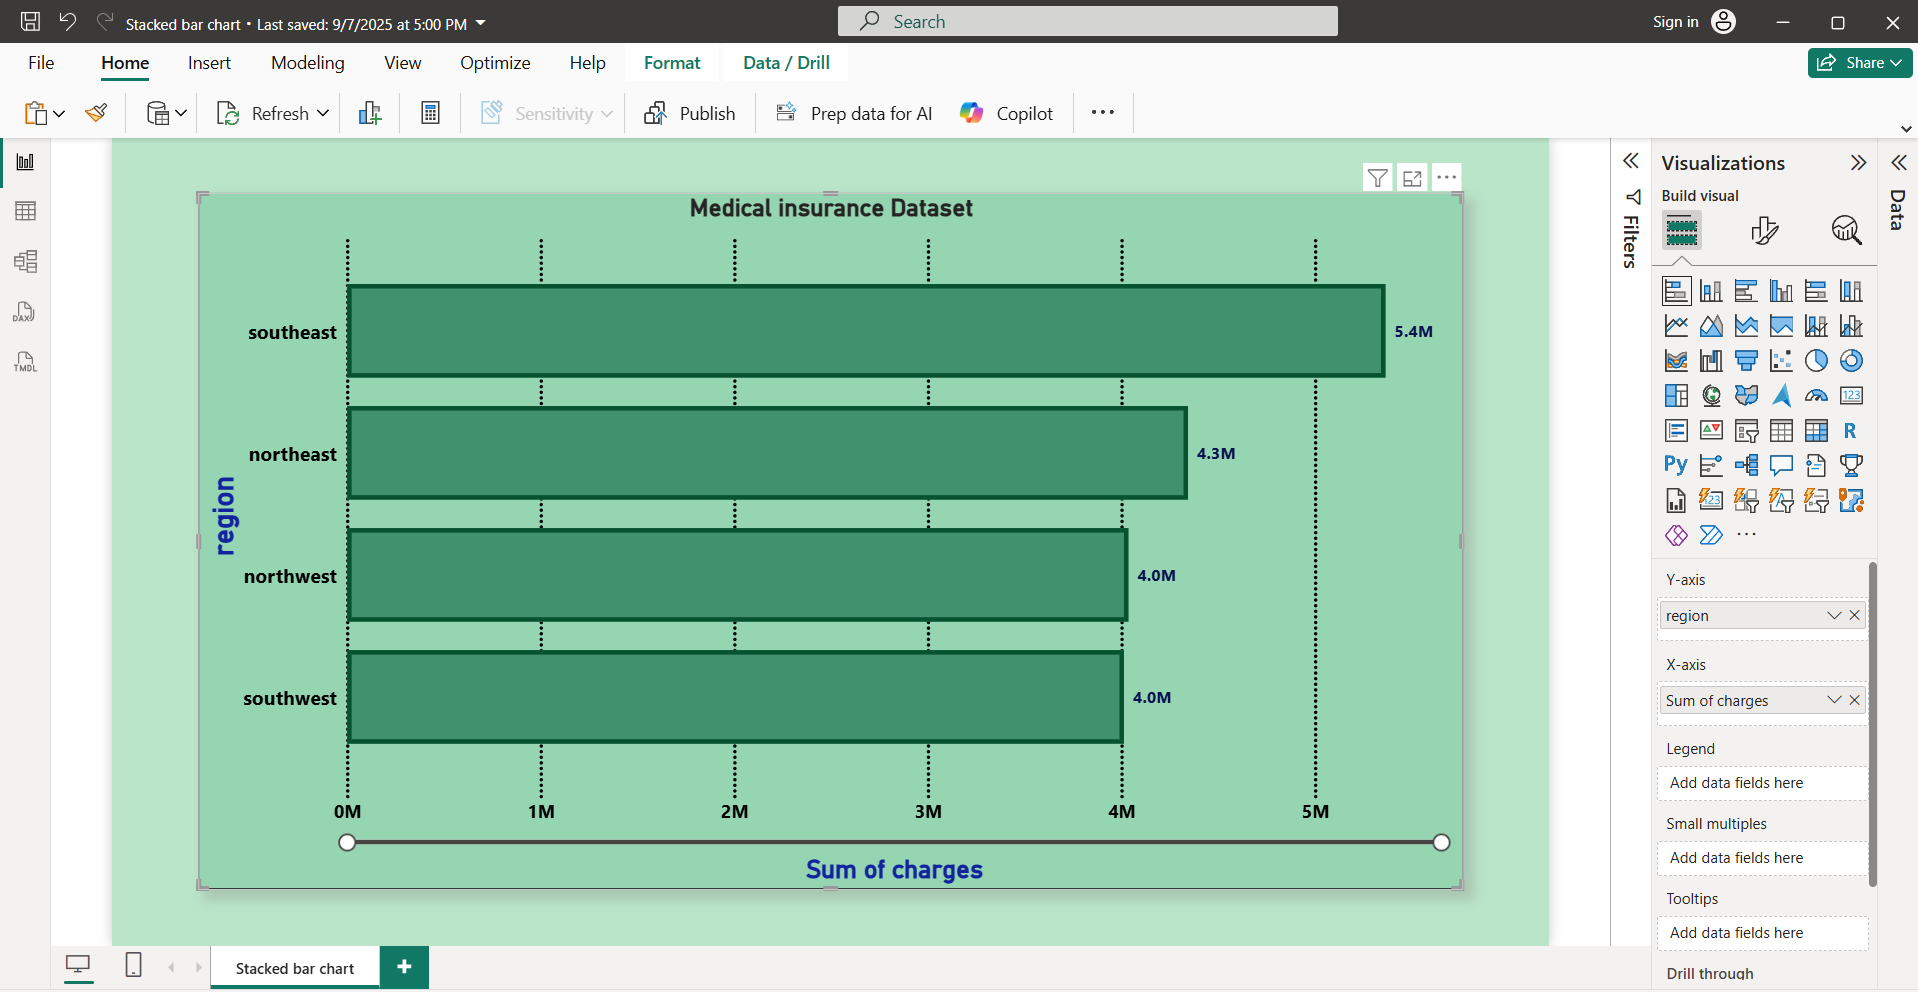 Stacked bar chart • Last saved: 9/7/2025 at 5:00 PM
Search
Sign in
File
Home
Insert
Modeling
View
Optimize
Help
Format
Data / Drill
Share
Refresh
Sensitivity
Publish
Prep data for AI
Copilot
DAX
TMDL
Medical insurance Dataset
region
southeast
5.4M
northeast
4.3M
northwest
4.0M
southwest
4.0M
0M
1M
2M
3M
4M
5M
Sum of charges
Filters
Visualizations
Build visual
123
R
Py
123
Y-axis
region
X-axis
Sum of charges
Legend
Add data fields here
Small multiples
Add data fields here
Tooltips
Add data fields here
Drill through
Data
Stacked bar chart